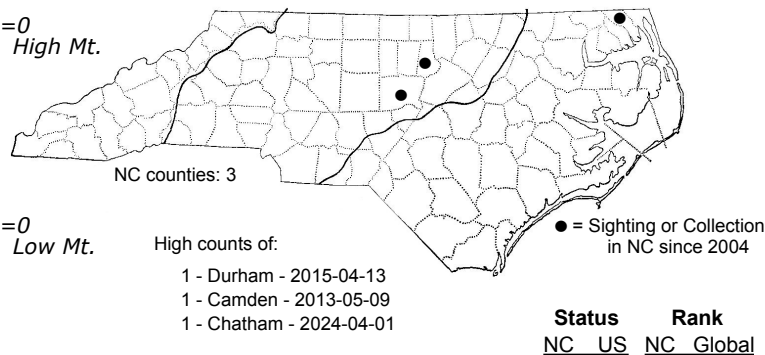 =0
High Mt.
NC counties: 3
=0
Low Mt.
High counts of:
1 - Durham - 2015-04-13
1 - Camden - 2013-05-09
1 - Chatham - 2024-04-01
● = Sighting or Collection
in NC since 2004
Status Rank
NC US NC Global